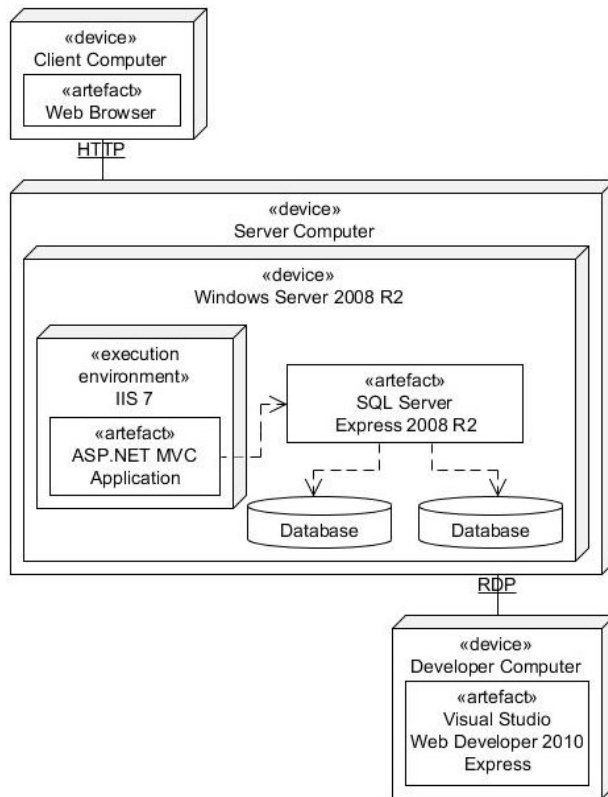 «device»
Client Computer
«artefact»
Web Browser
HTTP
«device»
Server Computer
«device»
Windows Server 2008 R2
«execution
environment»
IIS 7
«artefact»
ASP.NET MVC
Application
«artefact»
SQL Server
Express 2008 R2
Database
Database
RDP
«device»
Developer Computer
«artefact»
Visual Studio
Web Developer 2010
Express